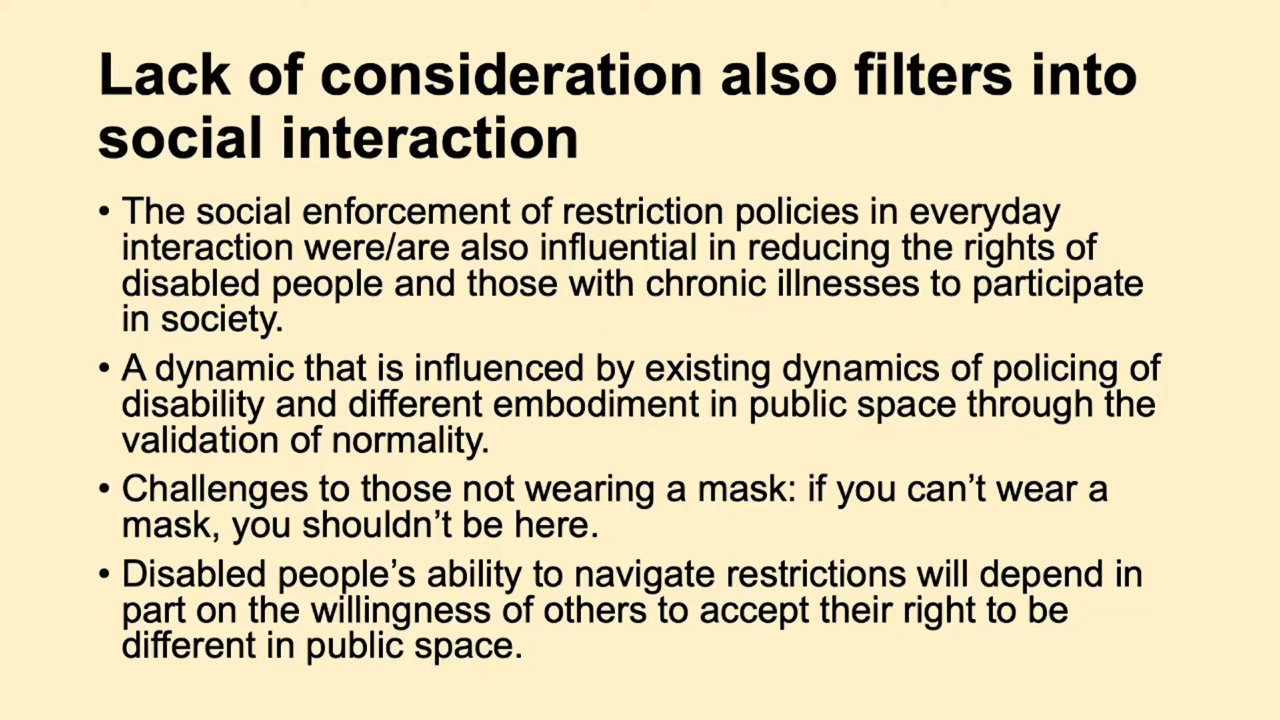 Lack of consideration also filters into
social interaction
• The social enforcement of restriction policies in everyday
interaction were/are also influential in reducing the rights of
disabled people and those with chronic illnesses to participate
in society.
• A dynamic that is influenced by existing dynamics of policing of
disability and different embodiment in public space through the
validation of normality.
• Challenges to those not wearing a mask: if you can’t wear a
mask, you shouldn’t be here.
• Disabled people’s ability to navigate restrictions will depend in
part on the willingness of others to accept their right to be
different in public space.